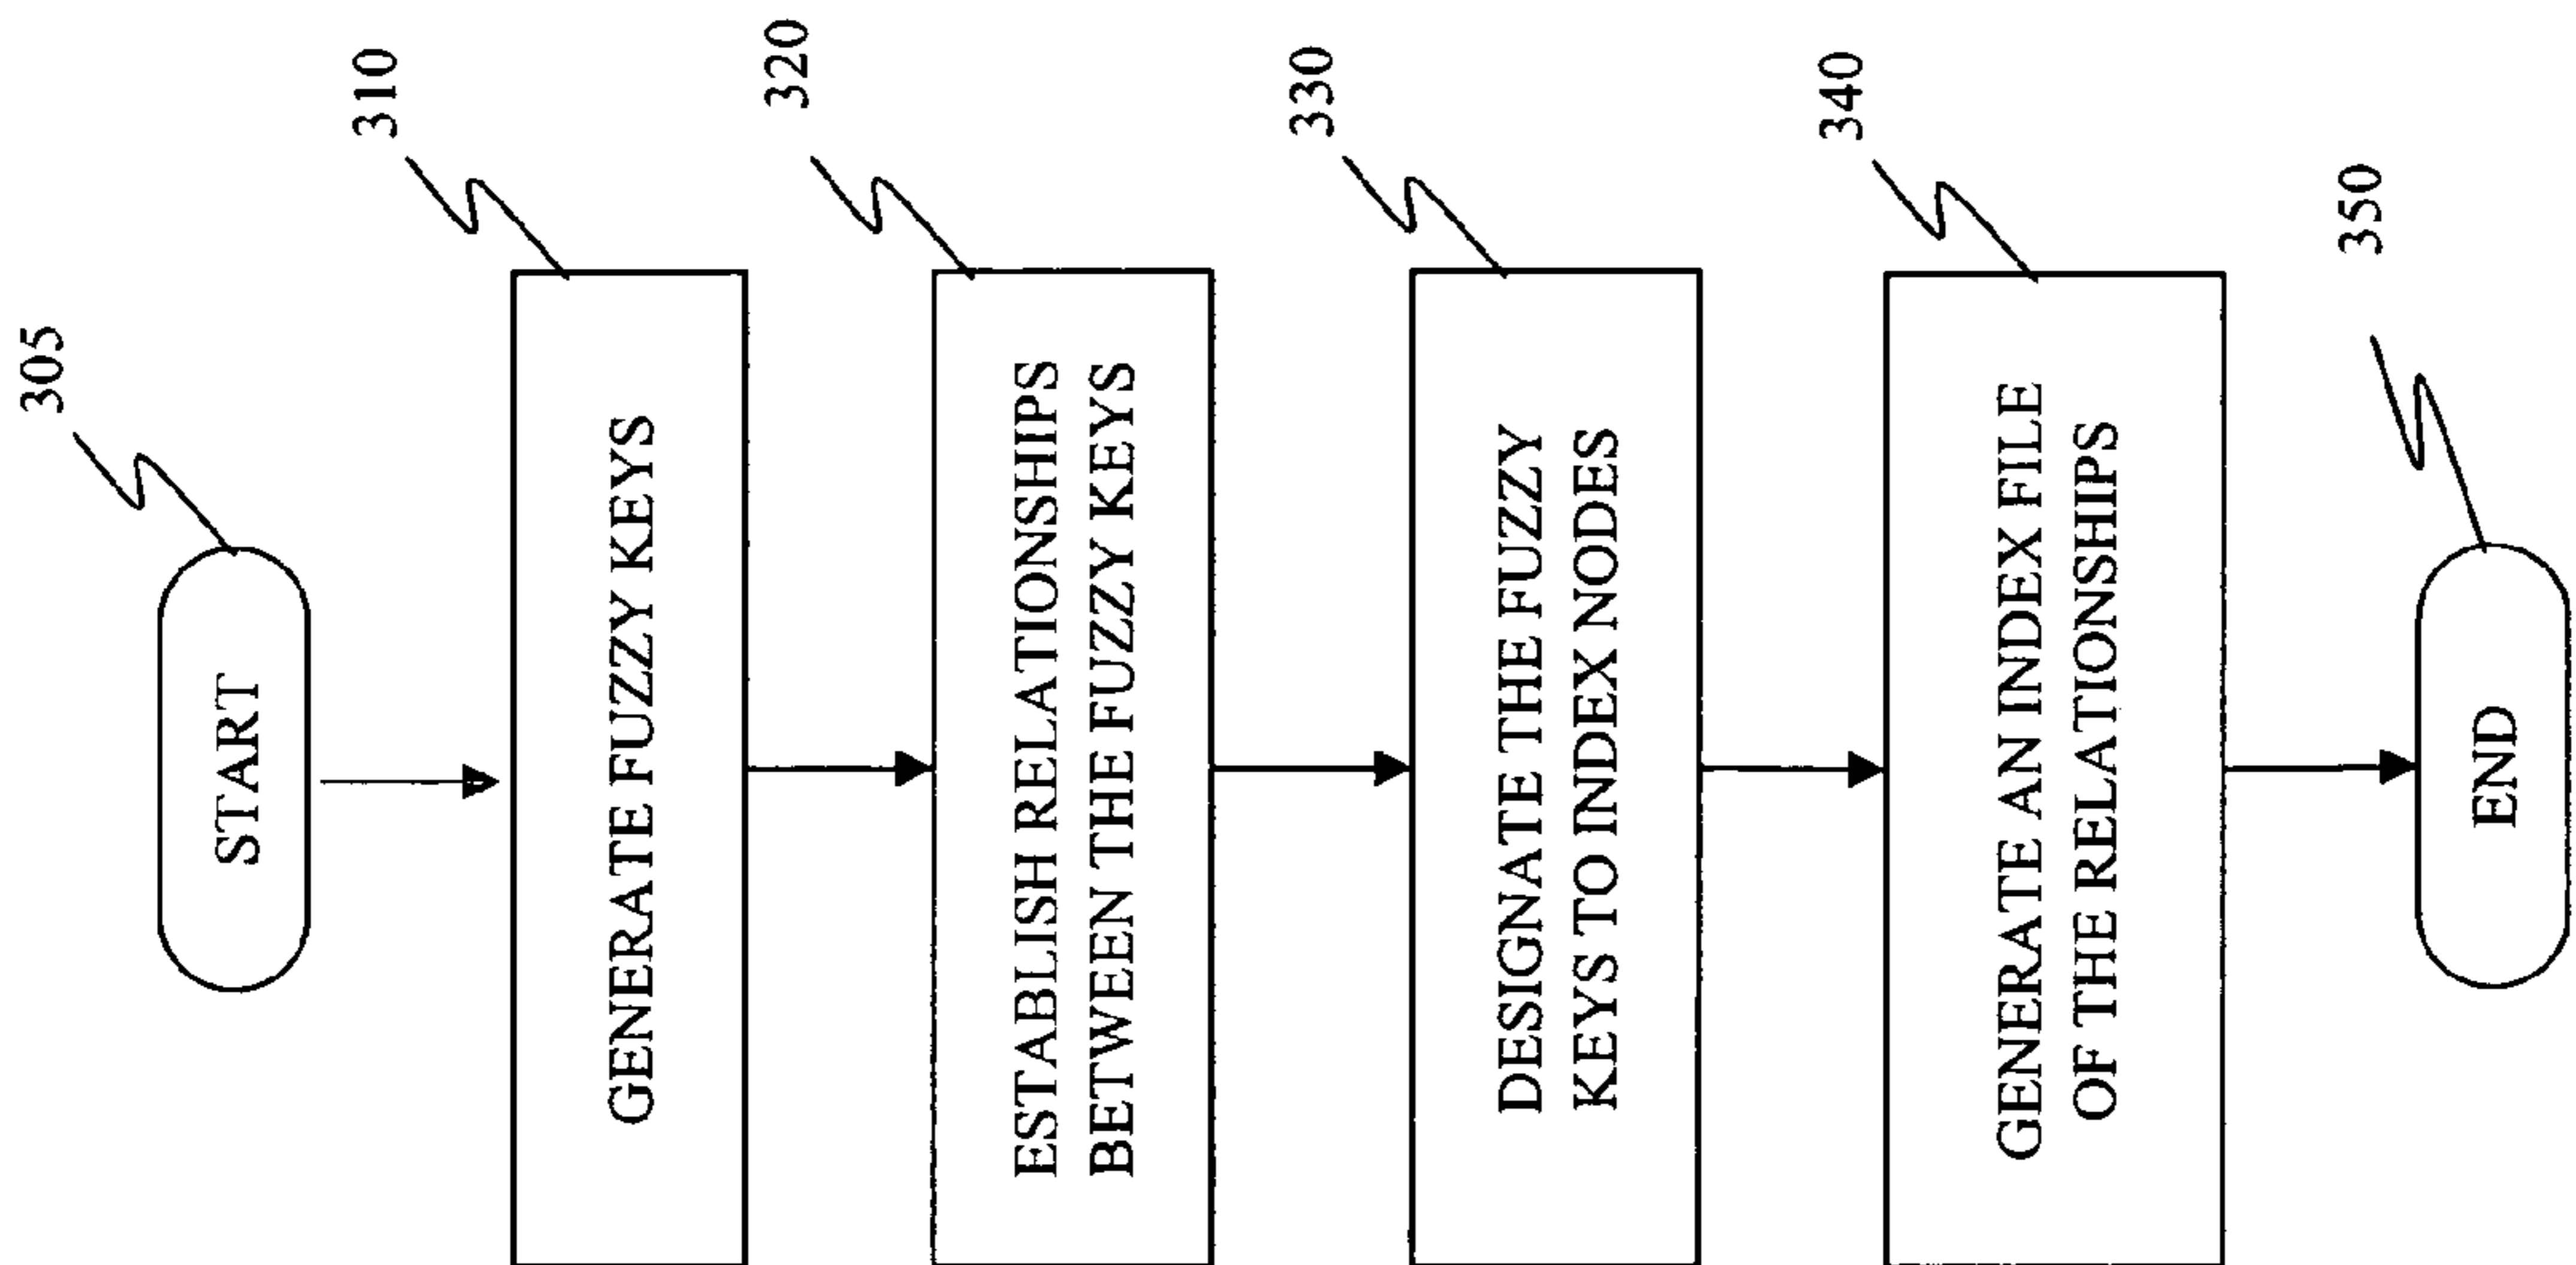 305
START
310
GENERATE FUZZY KEYS
320
ESTABLISH RELATIONSHIPS
BETWEEN THE FUZZY KEYS
330
DESIGNATE THE FUZZY
KEYS TO INDEX NODES
340
GENERATE AN INDEX FILE
OF THE RELATIONSHIPS
350
END